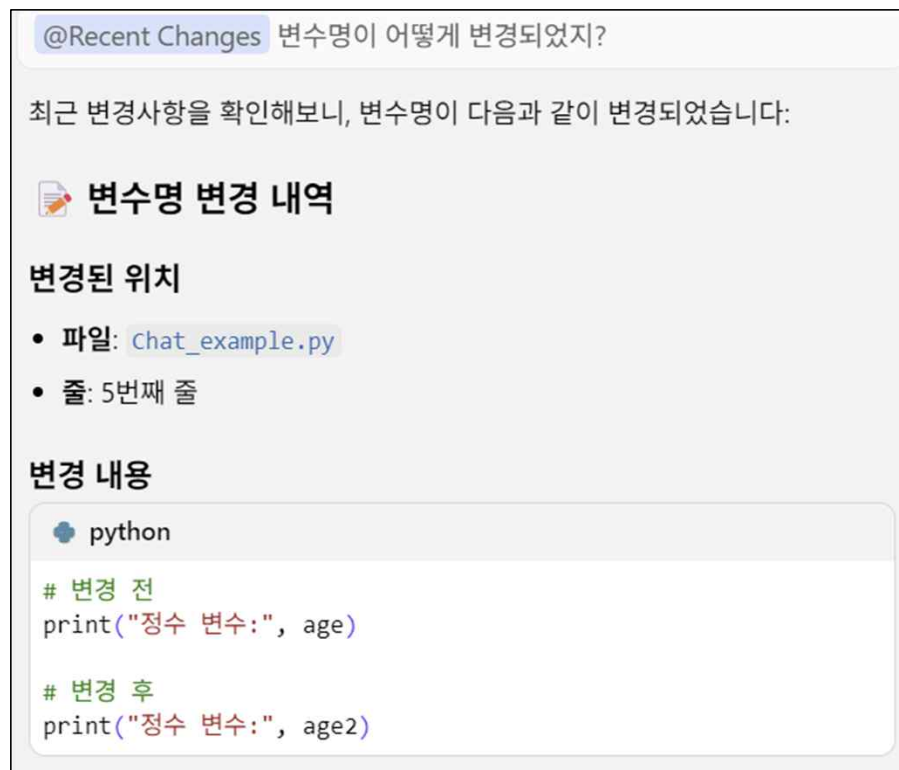 @Recent Changes 변수명이 어떻게 변경되었지?
최근 변경사항을 확인해보니, 변수명이 다음과 같이 변경되었습니다:
변수명 변경 내역
변경된 위치
• 파일: Chat_example.py
• 줄: 5번째 줄
변경 내용
python
# 변경 전
print("정수 변수:", age)
# 변경 후
print("정수 변수:", age2)